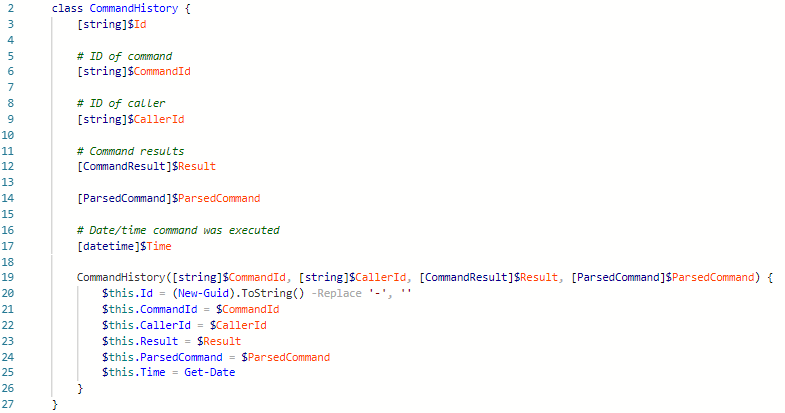 2 class CommandHistory {
3 [string]$Id
4
5 # ID of command
6 [string]$CommandId
7
8 # ID of caller
9 [string]$CallerId
10
11 # Command results
12 [CommandResult]$Result
13
14 [ParsedCommand]$ParsedCommand
15
16 # Date/time command was executed
17 [datetime]$Time
18
19 CommandHistory([string]$CommandId, [string]$CallerId, [CommandResult]$Result, [ParsedCommand]$ParsedCommand) {
20 $this.Id = (New-Guid).ToString() -Replace '-', ''
21 $this.CommandId = $CommandId
22 $this.CallerId = $CallerId
23 $this.Result = $Result
24 $this.ParsedCommand = $ParsedCommand
25 $this.Time = Get-Date
26 }
27 }